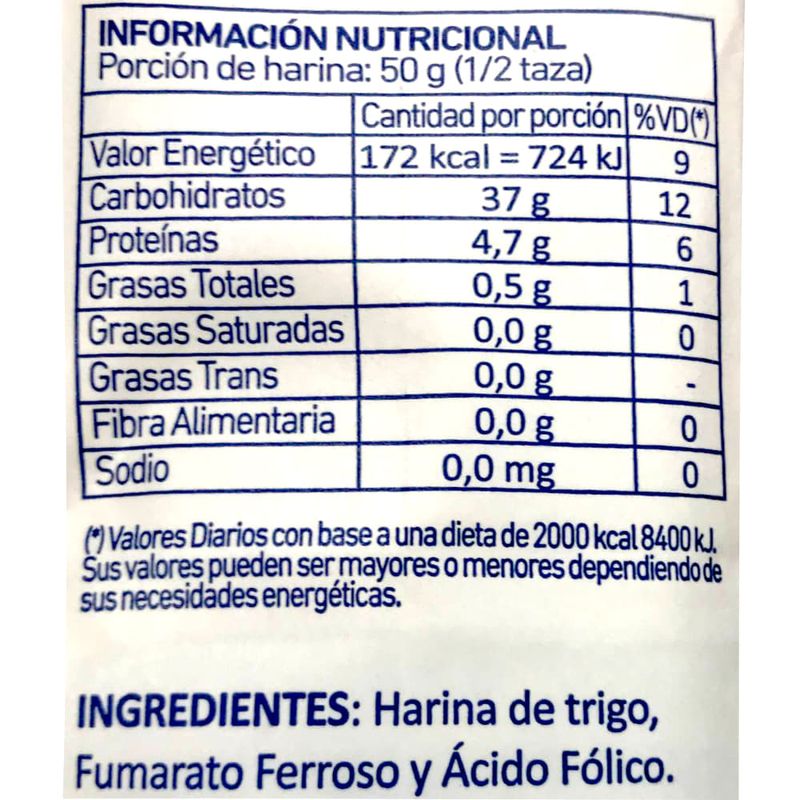 INFORMACIÓN NUTRICIONAL
Porción de harina: 50 g (1/2 taza)
Cantidad por porción %VD(*)
Valor Energético 172 kcal = 724 kJ 9
Carbohidratos 37 g 12
Proteínas 4,7 g 6
Grasas Totales 0,5 g 1
Grasas Saturadas 0,0 g 0
Grasas Trans 0,0 g -
Fibra Alimentaria 0,0 g 0
Sodio 0,0 mg 0
(*) Valores Diarios con base a una dieta de 2000 kcal 8400 kJ.
Sus valores pueden ser mayores o menores dependiendo de
sus necesidades energéticas.
INGREDIENTES: Harina de trigo,
Fumarato Ferroso y Ácido Fólico.